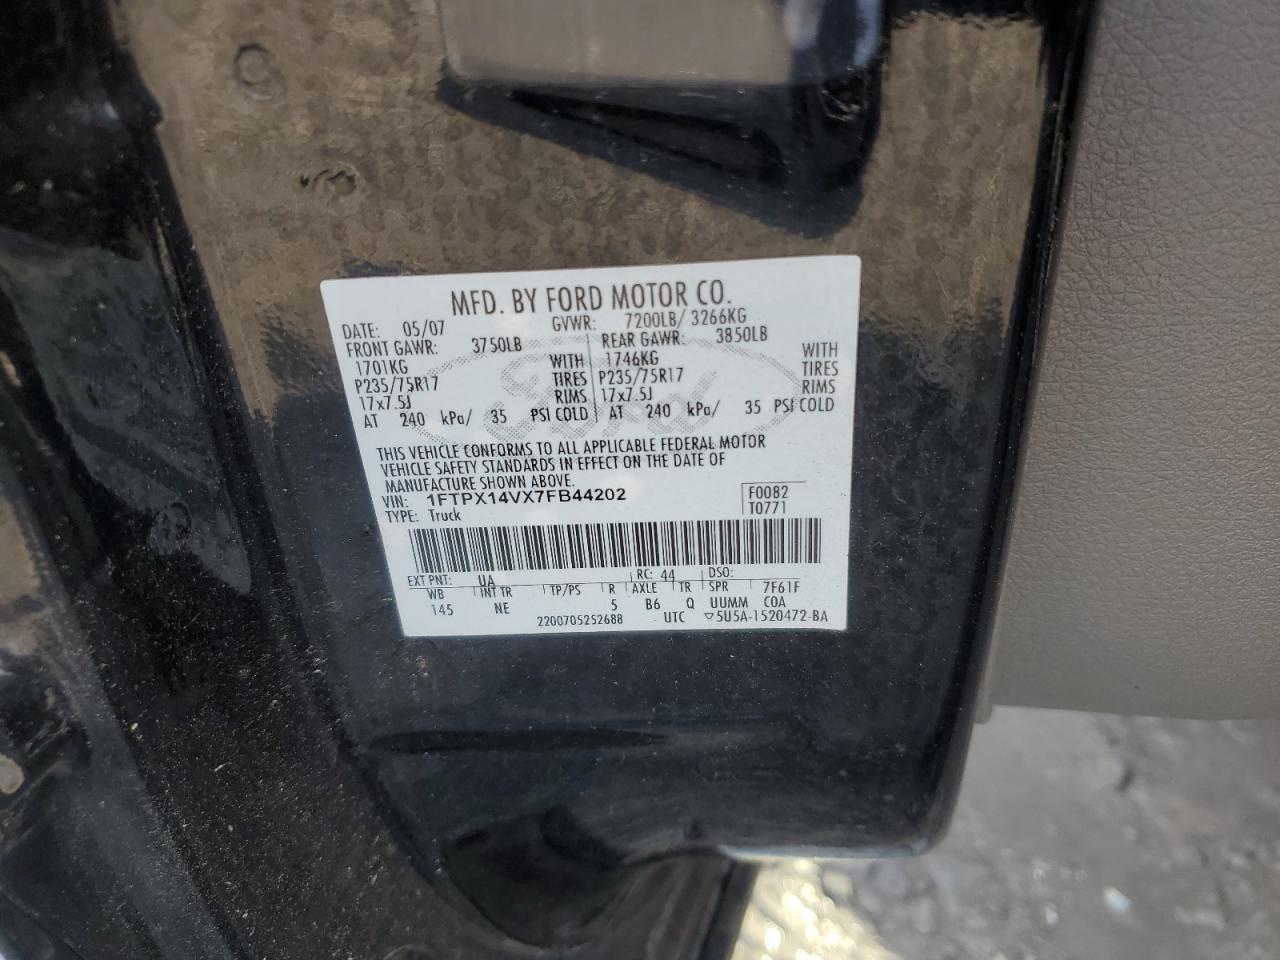 MFD. BY FORD MOTOR CO.
DATE: 05/07 GVWR: 7200LB/ 3266KG
FRONT GAWR: 3750LB REAR GAWR: 3850LB
1701KG WITH 1746KG WITH
P235/75R17 TIRES P235/75R17 TIRES
17x7.5J RIMS 17x7.5J RIMS
AT 240 kPa/ 35 PSI COLD AT 240 kPa/ 35 PSI COLD
Ford
THIS VEHICLE CONFORMS TO ALL APPLICABLE FEDERAL MOTOR
VEHICLE SAFETY STANDARDS IN EFFECT ON THE DATE OF
MANUFACTURE SHOWN ABOVE.
VIN: 1FTPX14VX7FB44202 F0082
TYPE: Truck T0771
EXT PNT: UA RC: 44 DSO:
WB INT TR TP/PS R AXLE TR SPR 7F61F
145 NE 5 B6 Q UUMM COA
220070525268​8 UTC ▽5U5A-1520472-BA